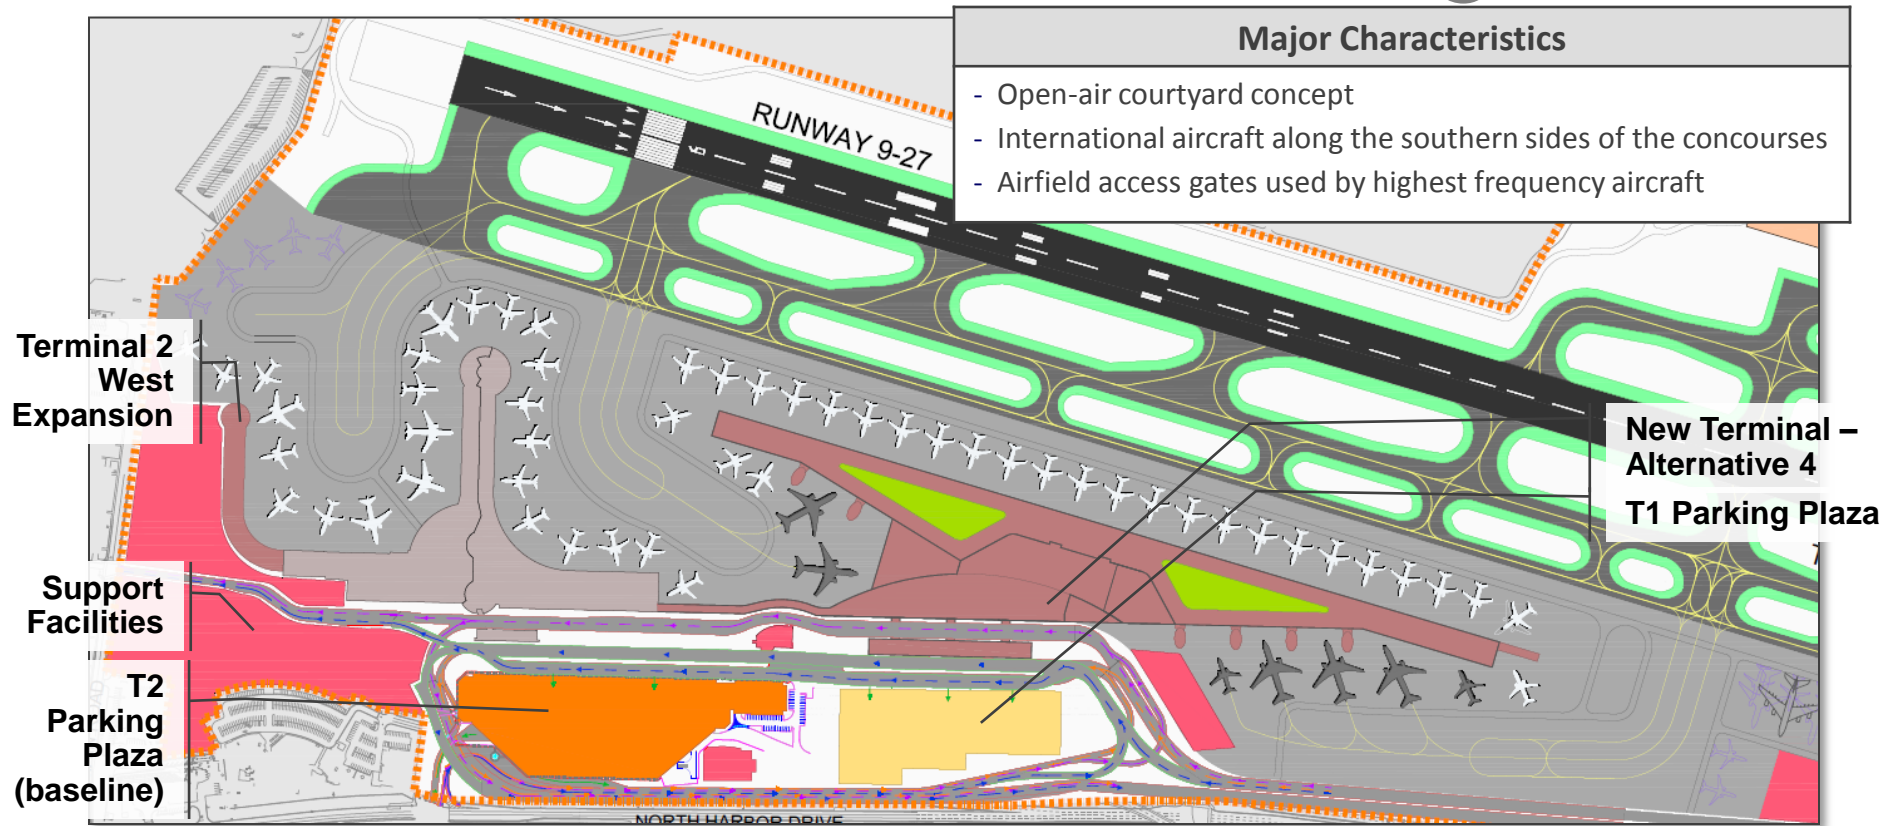 Major Characteristics
- Open-air courtyard concept
- International aircraft along the southern sides of the concourses
- Airfield access gates used by highest frequency aircraft
RUNWAY 9-27
9
Terminal 2
West
Expansion
New Terminal –
Alternative 4
T1 Parking Plaza
Support
Facilities
T2
Parking
Plaza
(baseline)
NORTH HARBOR DRIVE